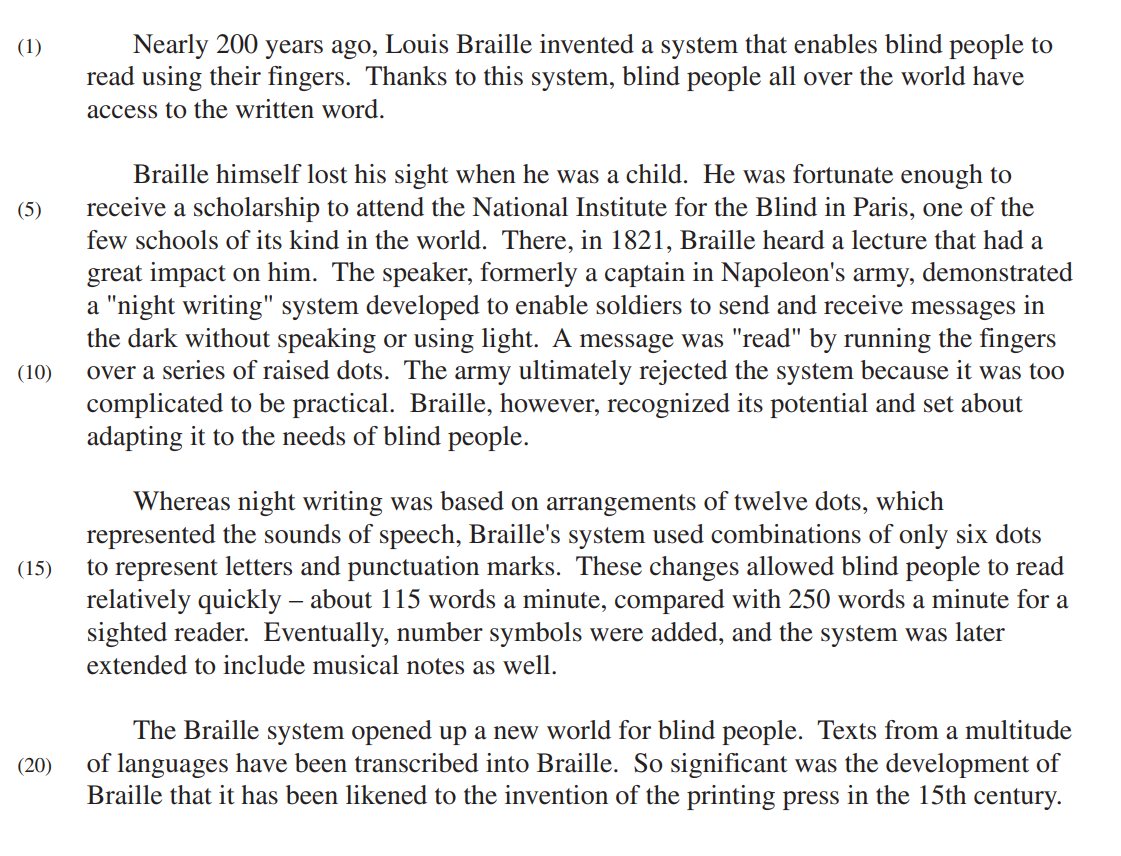 (1) Nearly 200 years ago, Louis Braille invented a system that enables blind people to
read using their fingers. Thanks to this system, blind people all over the world have
access to the written word.
Braille himself lost his sight when he was a child. He was fortunate enough to
(5) receive a scholarship to attend the National Institute for the Blind in Paris, one of the
few schools of its kind in the world. There, in 1821, Braille heard a lecture that had a
great impact on him. The speaker, formerly a captain in Napoleon's army, demonstrated
a "night writing" system developed to enable soldiers to send and receive messages in
the dark without speaking or using light. A message was "read" by running the fingers
(10) over a series of raised dots. The army ultimately rejected the system because it was too
complicated to be practical. Braille, however, recognized its potential and set about
adapting it to the needs of blind people.
Whereas night writing was based on arrangements of twelve dots, which
represented the sounds of speech, Braille's system used combinations of only six dots
(15) to represent letters and punctuation marks. These changes allowed blind people to read
relatively quickly – about 115 words a minute, compared with 250 words a minute for a
sighted reader. Eventually, number symbols were added, and the system was later
extended to include musical notes as well.
The Braille system opened up a new world for blind people. Texts from a multitude
(20) of languages have been transcribed into Braille. So significant was the development of
Braille that it has been likened to the invention of the printing press in the 15th century.